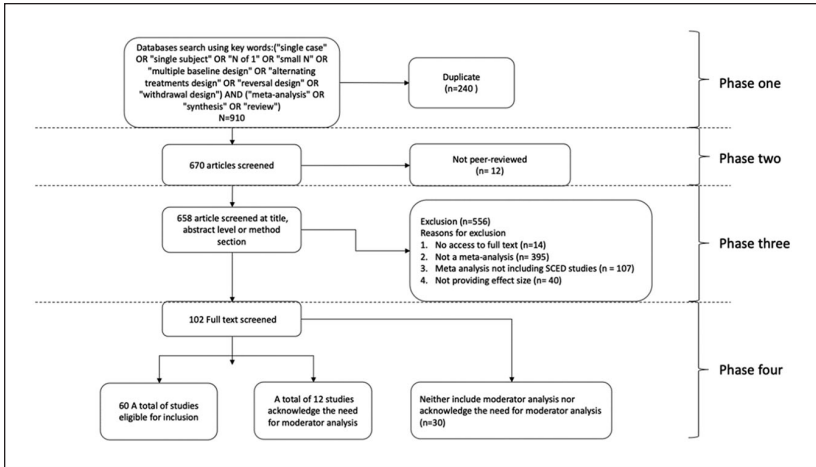 Databases search using key words:("single case"
OR "single subject" OR "N of 1" OR "small N" OR
"multiple baseline design" OR "alternating
treatments design" OR "reversal design" OR
"withdrawal design") AND ("meta-analysis" OR
"synthesis" OR "review")
N=910
Duplicate
(n=240 )
Phase one
670 articles screened
Not peer-reviewed
(n= 12)
Phase two
658 article screened at title,
abstract level or method
section
Exclusion (n=556)
Reasons for exclusion
1. No access to full text (n=14)
2. Not a meta-analysis (n= 395)
3. Meta analysis not including SCED studies (n = 107)
4. Not providing effect size (n= 40)
Phase three
102 Full text screened
60 A total of studies
eligible for inclusion
A total of 12 studies
acknowledge the need
for moderator analysis
Neither include moderator analysis nor
acknowledge the need for moderator analysis
(n=30)
Phase four